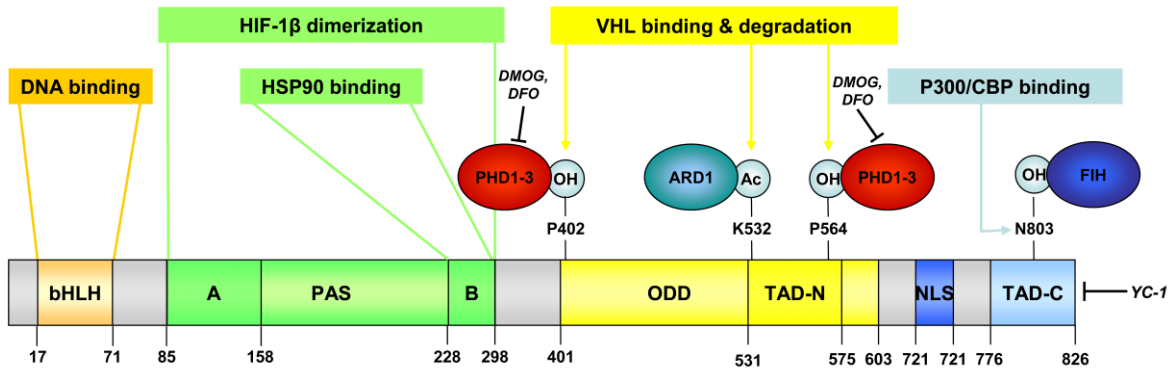 HIF-1β dimerization
VHL binding & degradation
DNA binding
HSP90 binding
DMOG,
DFO
DMOG,
DFO
P300/CBP binding
PHD1-3
OH
ARD1
Ac
OH
PHD1-3
OH
FIH
P402
K532
P564
N803
bHLH
A
PAS
B
ODD
TAD-N
NLS
TAD-C
YC-1
17
71
85
158
228
298
401
531
575
603
721
721
776
826